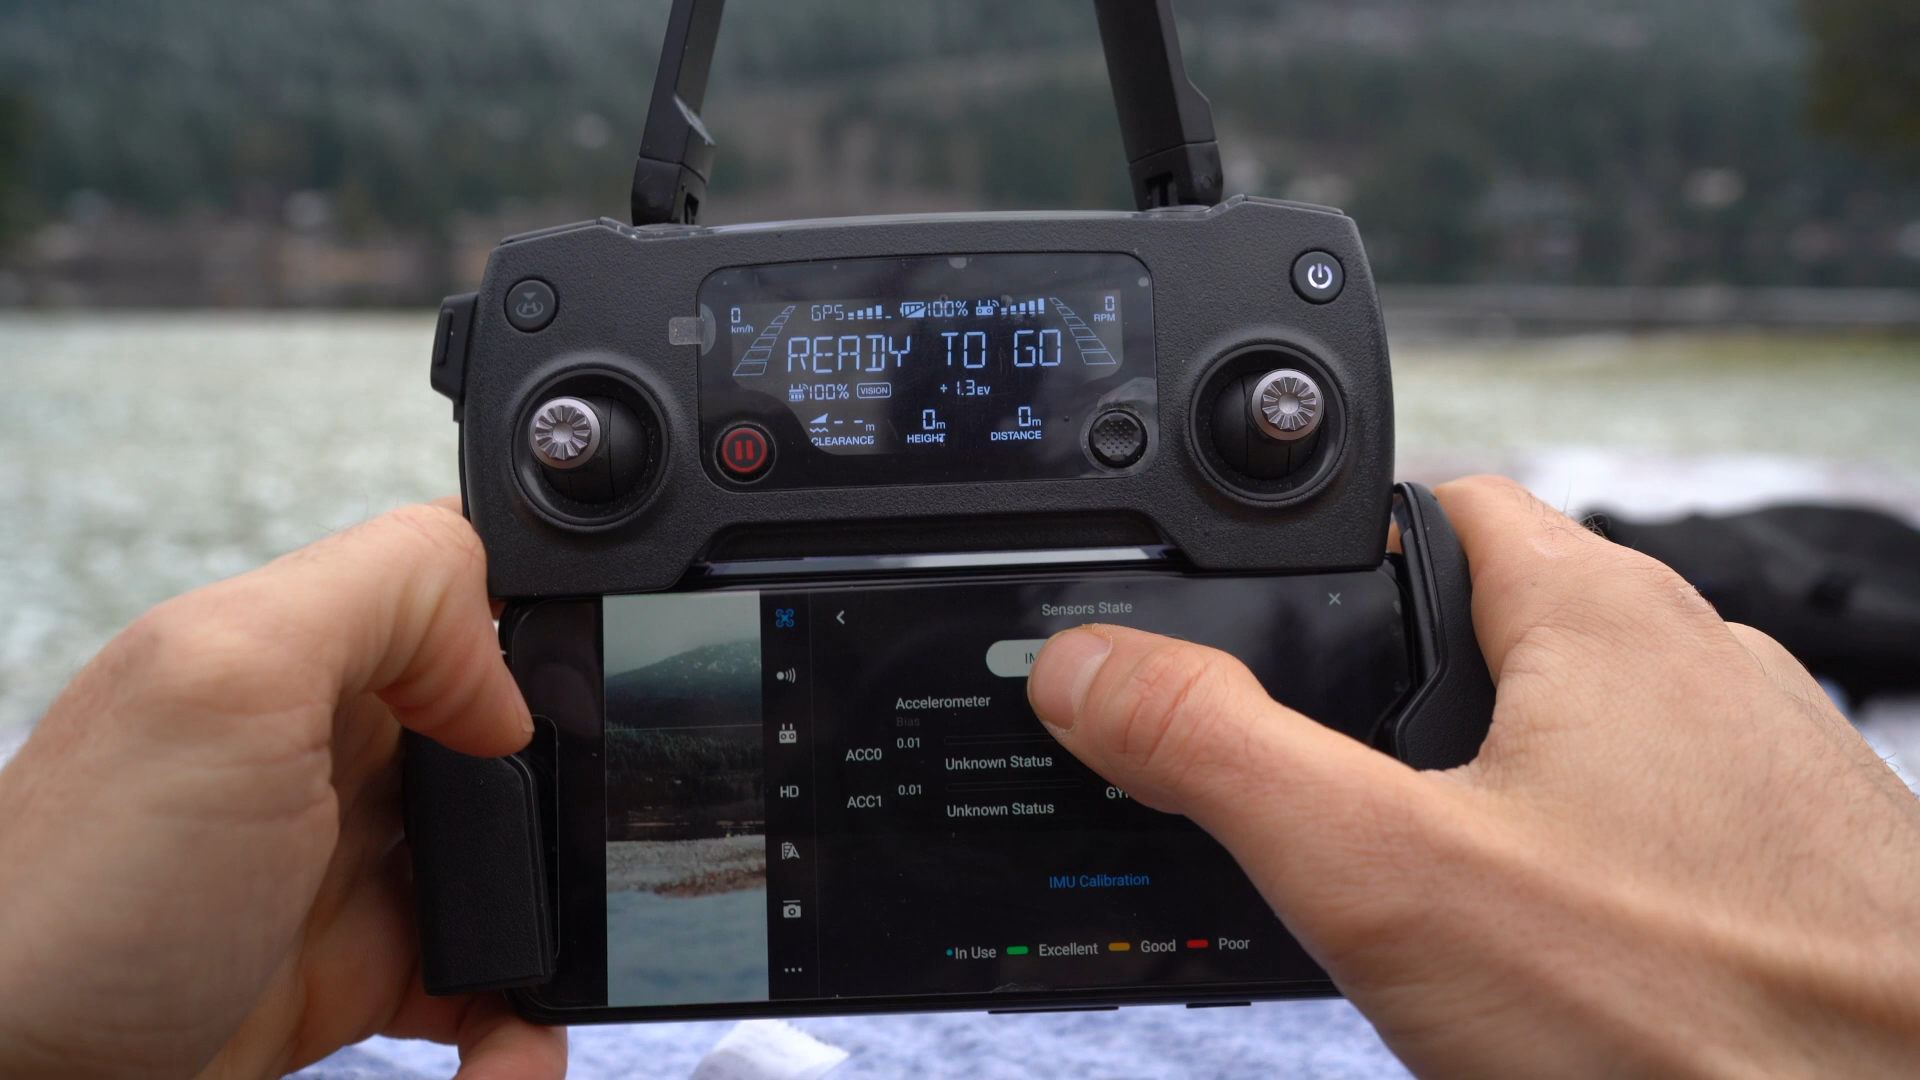 0 GPS 100% 0
km/h RPM
READY TO GO
100% VISION + 1.3EV
- -m 0m 0m
CLEARANCE HEIGHT DISTANCE
Sensors State
Accelerometer
Bias
0.01
ACC0
Unknown Status
0.01
ACC1
Unknown Status
HD
IMU Calibration
In Use Excellent Good Poor